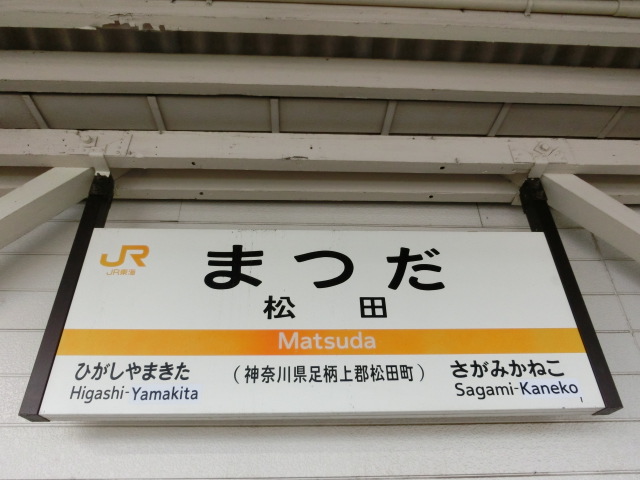 JR
JR東海
まつだ
松田
Matsuda
ひがしやまきた
Higashi-Yamakita
(神奈川県足柄上郡松田町)
さがみかねこ
Sagami-Kaneko